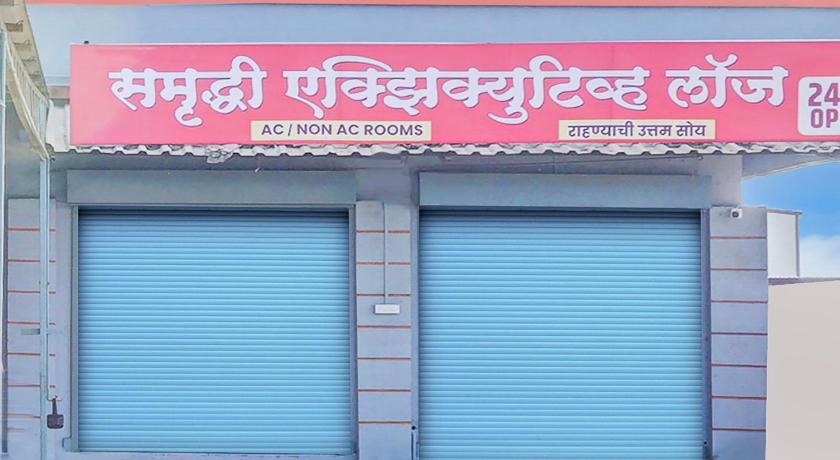 समृद्धी एक्झिक्युटिव्ह लॉज
24
OP
AC / NON AC ROOMS
राहण्याची उत्तम सोय